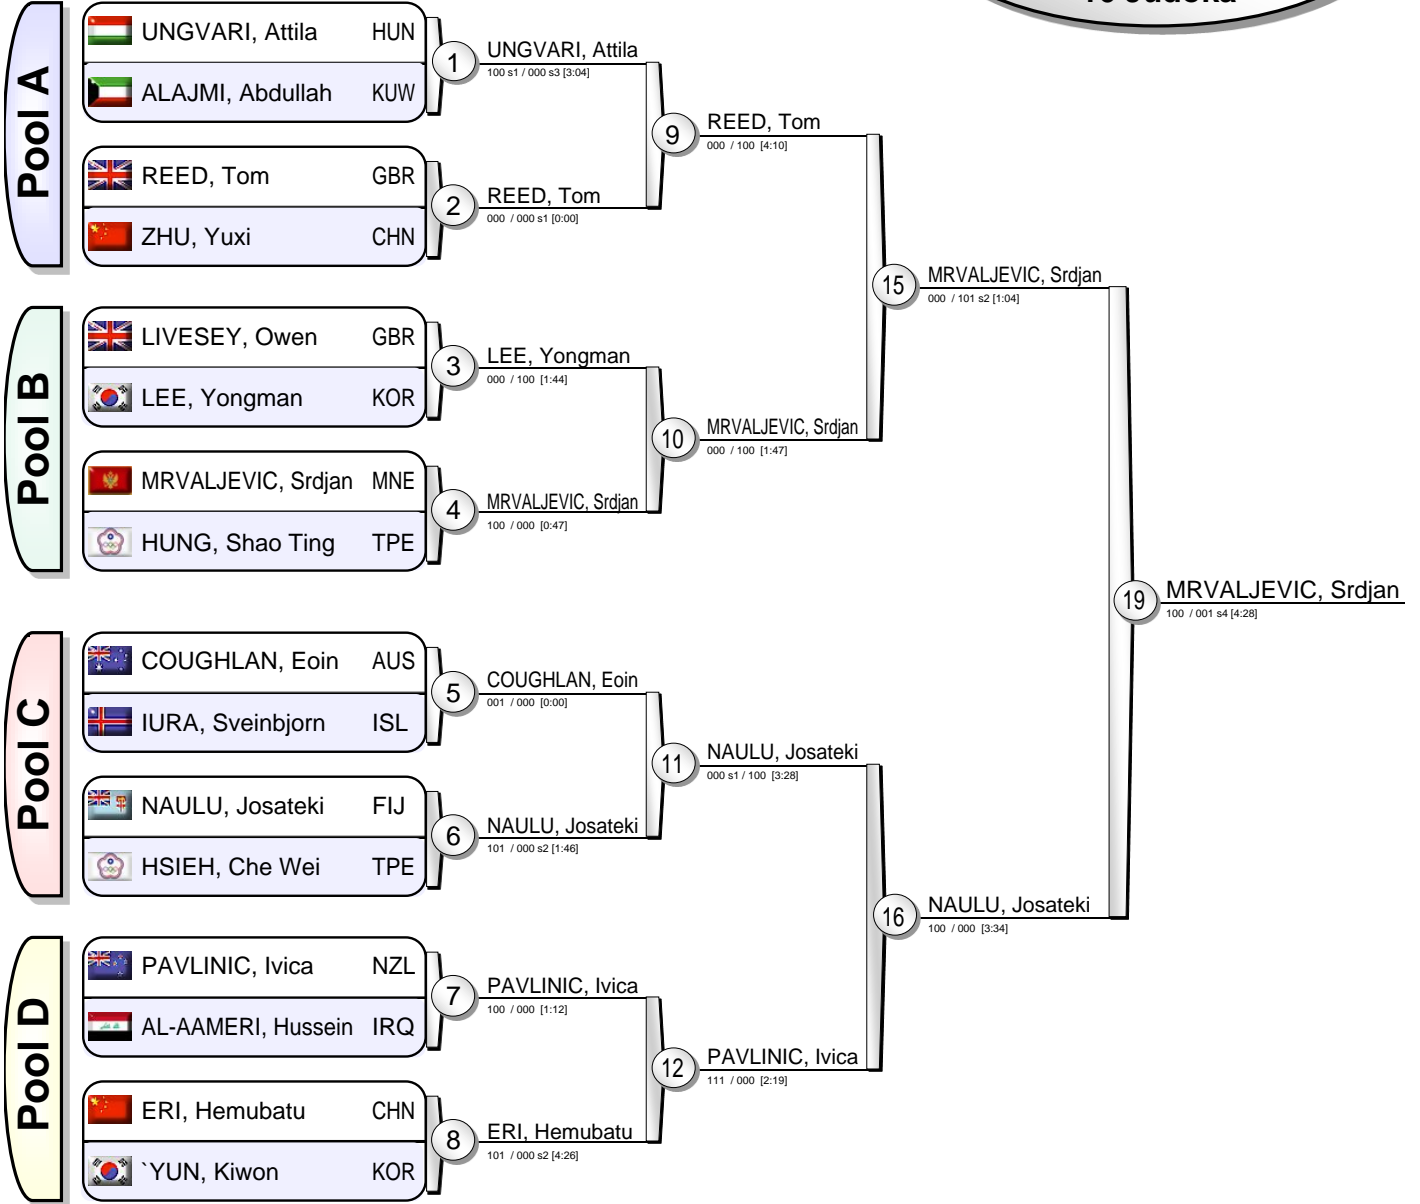 16 Judoka
Pool A
UNGVARI, Attila HUN
ALAJMI, Abdullah KUW
1
UNGVARI, Attila
100 s1 / 000 s3 [3:04]
REED, Tom GBR
ZHU, Yuxi CHN
2
REED, Tom
000 / 000 s1 [0:00]
9
REED, Tom
000 / 100 [4:10]
Pool B
LIVESEY, Owen GBR
LEE, Yongman KOR
3
LEE, Yongman
000 / 100 [1:44]
MRVALJEVIC, Srdjan MNE
HUNG, Shao Ting TPE
4
MRVALJEVIC, Srdjan
100 / 000 [0:47]
10
MRVALJEVIC, Srdjan
000 / 100 [1:47]
15
MRVALJEVIC, Srdjan
000 / 101 s2 [1:04]
Pool C
COUGHLAN, Eoin AUS
IURA, Sveinbjorn ISL
5
COUGHLAN, Eoin
001 / 000 [0:00]
NAULU, Josateki FIJ
HSIEH, Che Wei TPE
6
NAULU, Josateki
101 / 000 s2 [1:46]
11
NAULU, Josateki
000 s1 / 100 [3:28]
Pool D
PAVLINIC, Ivica NZL
AL-AAMERI, Hussein IRQ
7
PAVLINIC, Ivica
100 / 000 [1:12]
ERI, Hemubatu CHN
`YUN, Kiwon KOR
8
ERI, Hemubatu
101 / 000 s2 [4:26]
12
PAVLINIC, Ivica
111 / 000 [2:19]
16
NAULU, Josateki
100 / 000 [3:34]
19
MRVALJEVIC, Srdjan
100 / 001 s4 [4:28]